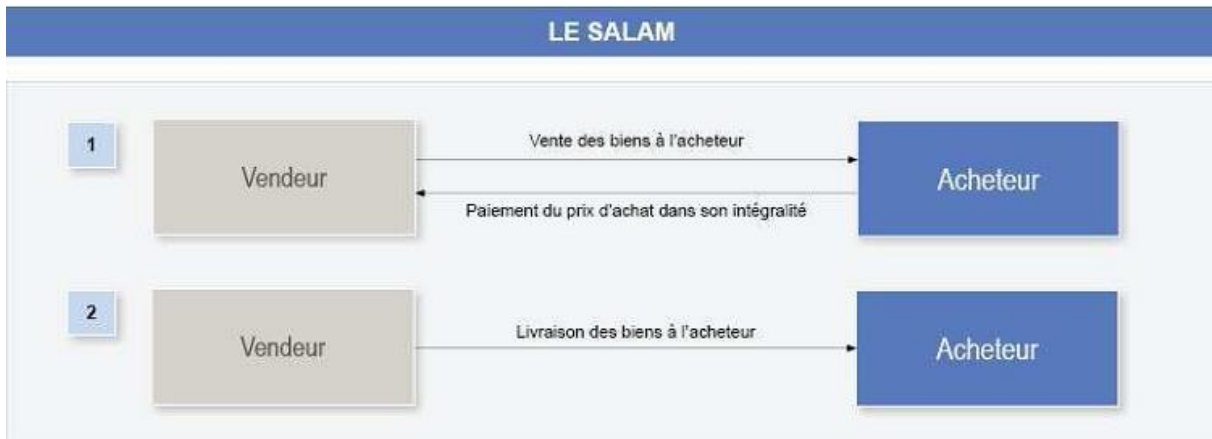 LE SALAM
1
Vendeur
Vente des biens à l'acheteur
Paiement du prix d'achat dans son intégralité
Acheteur
2
Vendeur
Livraison des biens à l'acheteur
Acheteur